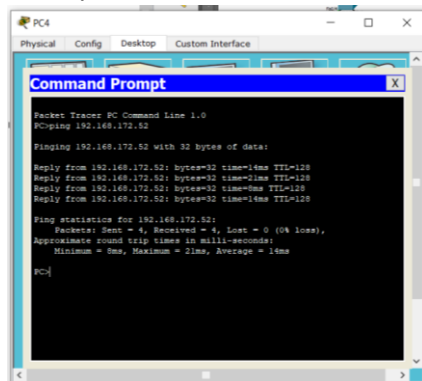 PC4
Physical Config Desktop Custom Interface
Command Prompt X
Packet Tracer PC Command Line 1.0
PC>ping 192.168.172.52
Pinging 192.168.172.52 with 32 bytes of data:
Reply from 192.168.172.52: bytes=32 time=14ms TTL=128
Reply from 192.168.172.52: bytes=32 time=21ms TTL=128
Reply from 192.168.172.52: bytes=32 time=8ms TTL=128
Reply from 192.168.172.52: bytes=32 time=14ms TTL=128
Ping statistics for 192.168.172.52:
Packets: Sent = 4, Received = 4, Lost = 0 (0% loss),
Approximate round trip times in milli-seconds:
Minimum = 8ms, Maximum = 21ms, Average = 14ms
PC>